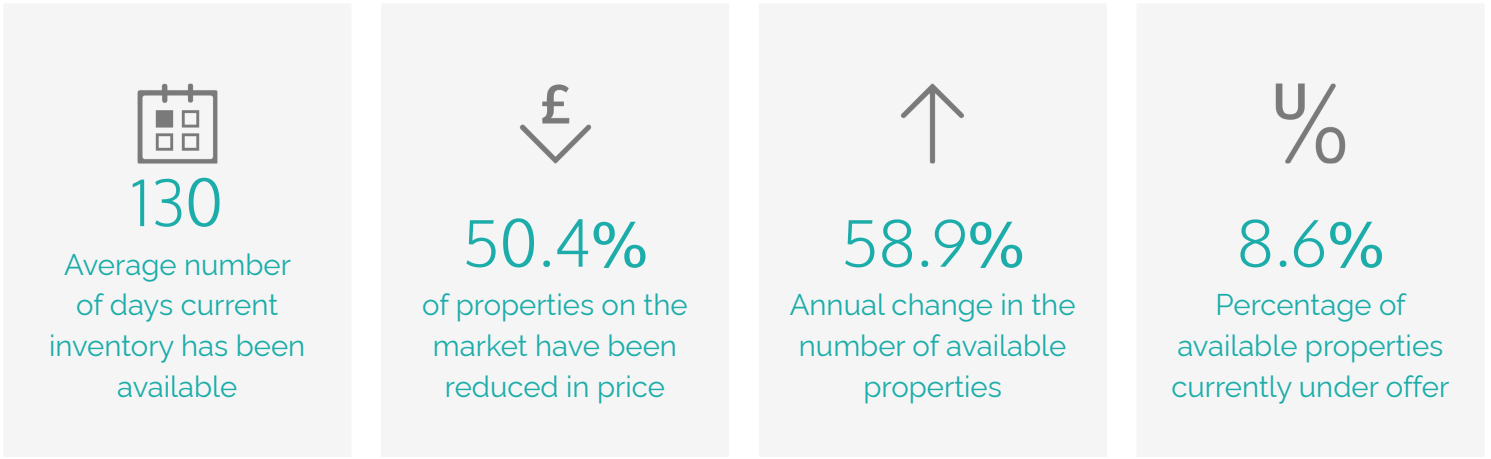 130
Average number
of days current
inventory has been
available
£
50.4%
of properties on the
market have been
reduced in price
58.9%
Annual change in the
number of available
properties
U%
8.6%
Percentage of
available properties
currently under offer